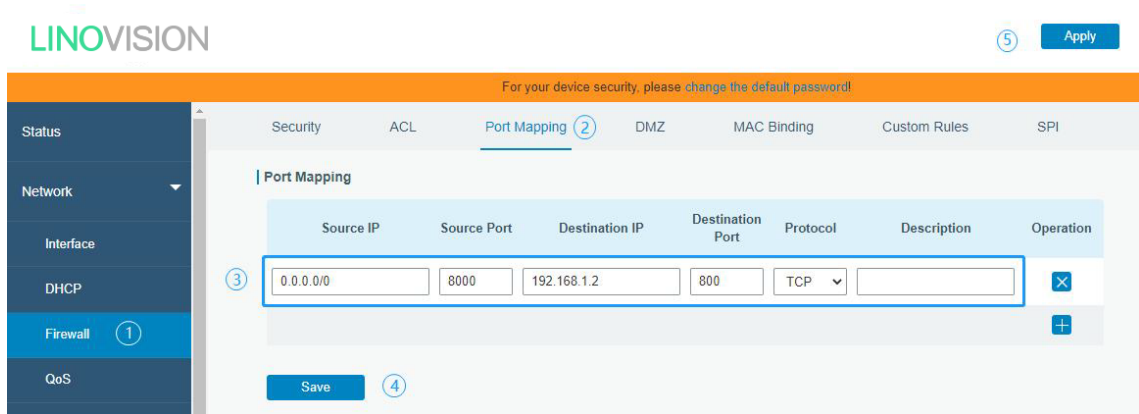 LINOVISION
5 Apply
For your device security, please change the default password!
Status
Security ACL Port Mapping 2 DMZ MAC Binding Custom Rules SPI
Port Mapping
Network
Source IP Source Port Destination IP Destination Port Protocol Description Operation
Interface
3 0.0.0.0/0 8000 192.168.1.2 800 TCP
DHCP
Firewall 1
QoS
Save 4